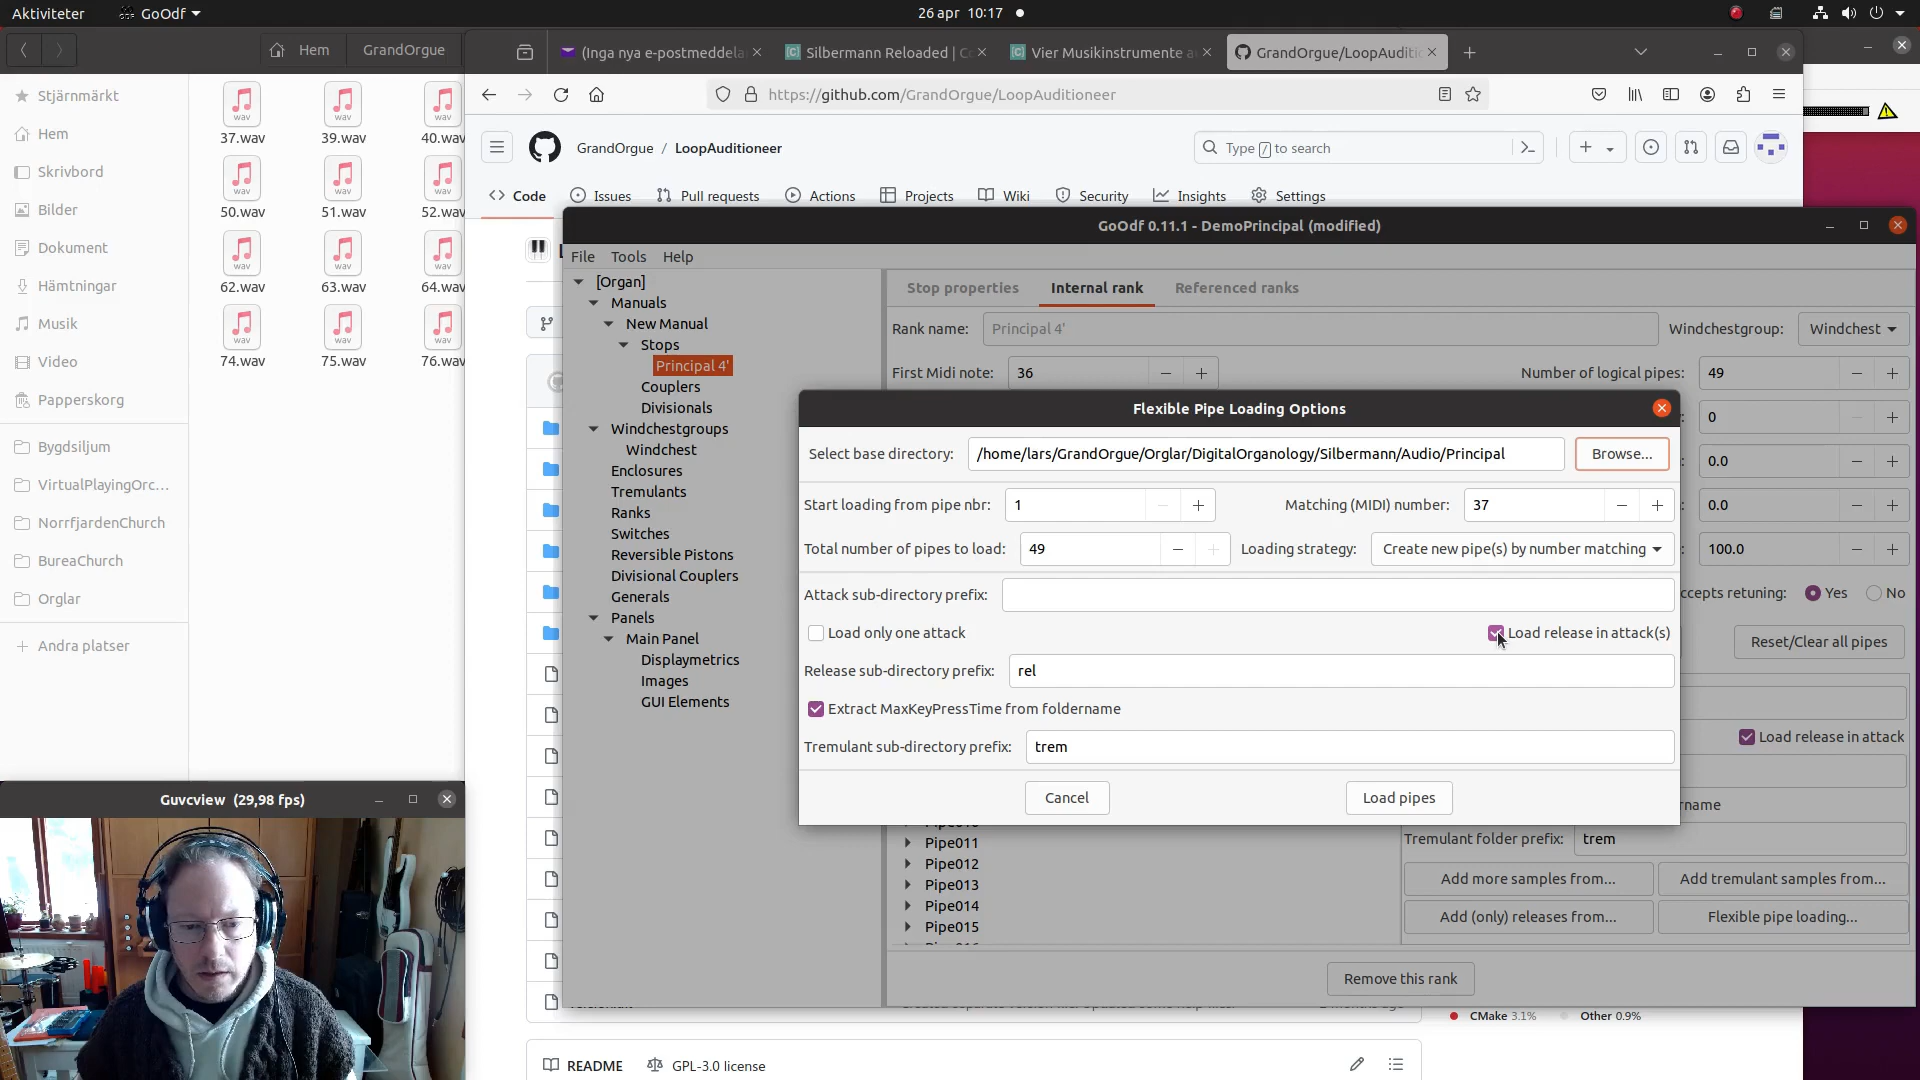 Aktiviteter
GoOdf
26 apr 10:17
Hem
GrandOrgue
(Inga nya e-postmeddela
Silbermann Reloaded | Co
Vier Musikinstrumente a
GrandOrgue/LoopAuditic
https://github.com/GrandOrgue/LoopAuditioneer
Stjärnmärkt
Hem
Skrivbord
Bilder
Dokument
Hämtningar
Musik
Video
Papperskorg
Bygdsiljum
VirtualPlayingOrc...
NorrfjardenChurch
BureaChurch
Orglar
Andra platser
37.wav
39.wav
40.wav
50.wav
51.wav
52.wav
62.wav
63.wav
64.wav
74.wav
75.wav
76.wav
GrandOrgue / LoopAuditioneer
Type / to search
Code
Issues
Pull requests
Actions
Projects
Wiki
Security
Insights
Settings
GoOdf 0.11.1 - DemoPrincipal (modified)
File
Tools
Help
[Organ]
Manuals
New Manual
Stops
Principal 4'
Couplers
Divisionals
Windchestgroups
Windchest
Enclosures
Tremulants
Ranks
Switches
Reversible Pistons
Divisional Couplers
Generals
Panels
Main Panel
Displaymetrics
Images
GUI Elements
Stop properties
Internal rank
Referenced ranks
Rank name:
Principal 4'
Windchestgroup:
Windchest
First Midi note:
36
Number of logical pipes:
49
0
0.0
0.0
100.0
ccepts retuning:
Yes
No
Reset/Clear all pipes
Load release in attack
rname
Tremulant folder prefix:
trem
Add more samples from...
Add tremulant samples from...
Add (only) releases from...
Flexible pipe loading...
Pipe011
Pipe012
Pipe013
Pipe014
Pipe015
Remove this rank
Flexible Pipe Loading Options
Select base directory:
/home/lars/GrandOrgue/Orglar/DigitalOrganology/Silbermann/Audio/Principal
Browse...
Start loading from pipe nbr:
1
Matching (MIDI) number:
37
Total number of pipes to load:
49
Loading strategy:
Create new pipe(s) by number matching
Attack sub-directory prefix:
Load only one attack
Load release in attack(s)
Release sub-directory prefix:
rel
Extract MaxKeyPressTime from foldername
Tremulant sub-directory prefix:
trem
Cancel
Load pipes
Guvcview (29,98 fps)
CMake 3.1%
Other 0.9%
README
GPL-3.0 license